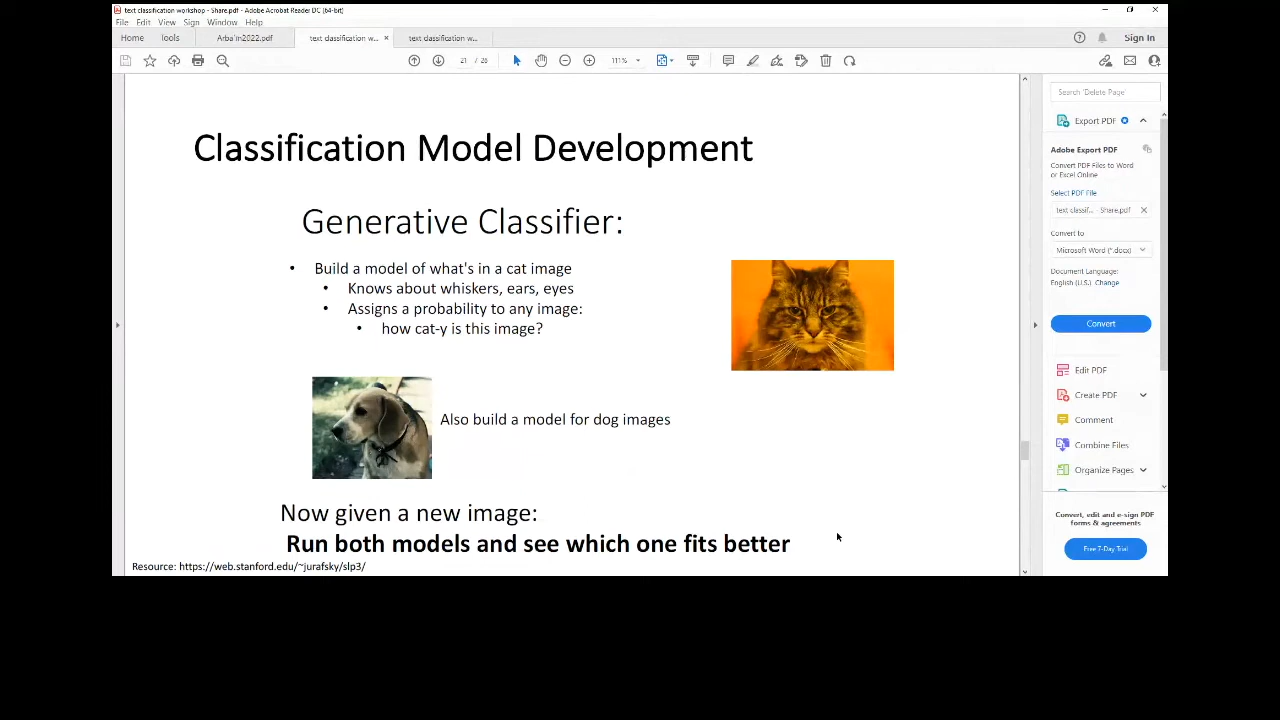 text classification workshop - Share.pdf - Adobe Acrobat Reader DC (64-bit)
File Edit View Sign Window Help
Home Tools Arba'in2022.pdf text classification w... × text classification w... Sign In
21 / 26 111%
Classification Model Development
Generative Classifier:
• Build a model of what's in a cat image
• Knows about whiskers, ears, eyes
• Assigns a probability to any image:
• how cat-y is this image?
Also build a model for dog images
Now given a new image:
Run both models and see which one fits better
Resource: https://web.stanford.edu/~jurafsky/slp3/
Search 'Delete Page'
Export PDF
Adobe Export PDF
Convert PDF Files to Word
or Excel Online
Select PDF File
text classif... - Share.pdf ×
Convert to
Microsoft Word (*.docx)
Document Language:
English (U.S.) Change
Convert
Edit PDF
Create PDF
Comment
Combine Files
Organize Pages
Convert, edit and e-sign PDF
forms & agreements
Free 7-Day Trial